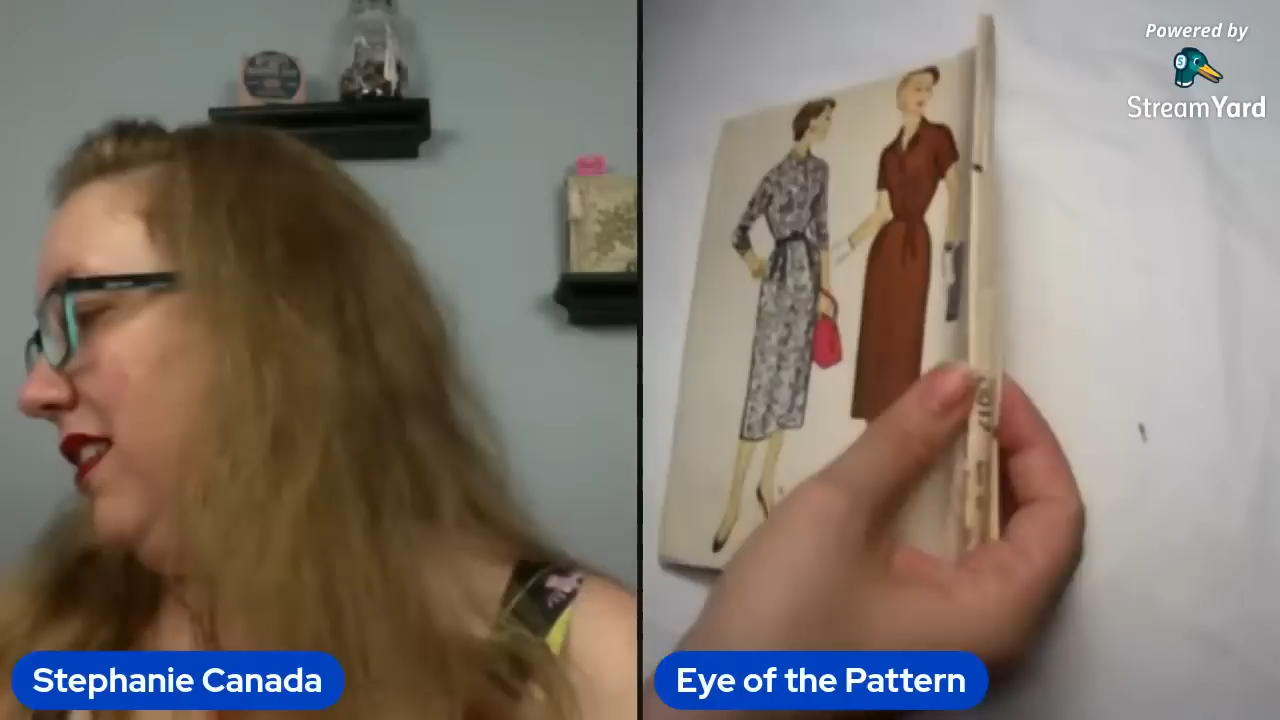 Powered by
StreamYard
Stephanie Canada
Eye of the Pattern